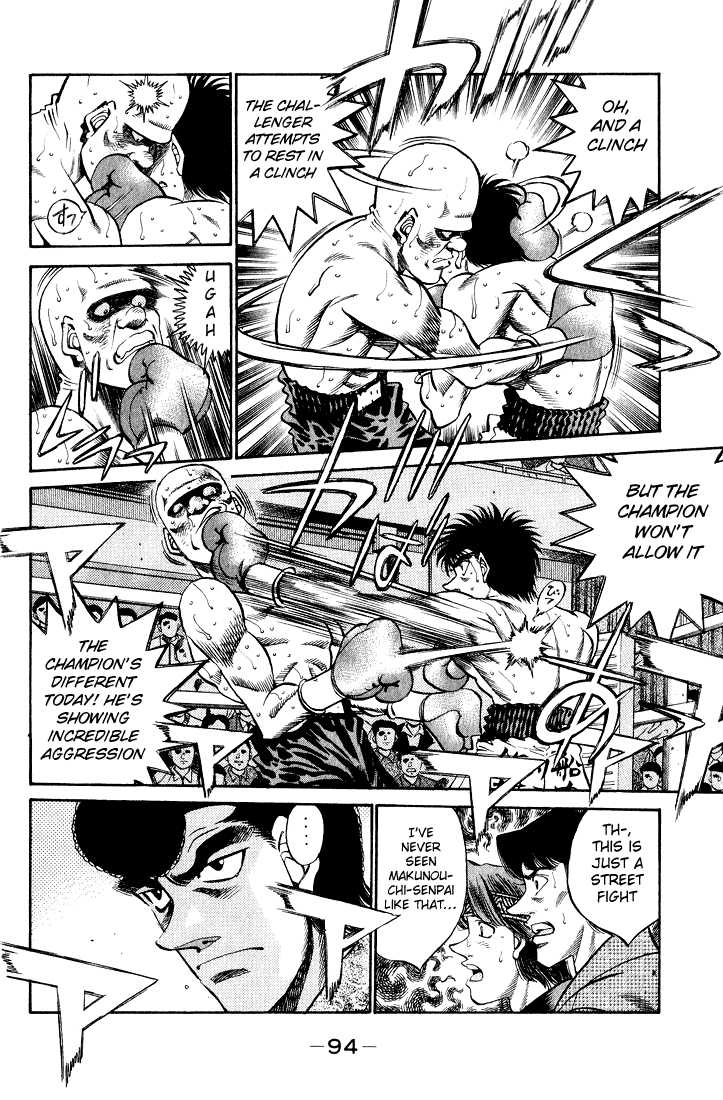 OH,
AND A
CLINCH
THE CHAL-
LENGER
ATTEMPTS
TO REST IN
A CLINCH
UGAH
BUT THE
CHAMPION
WON'T
ALLOW IT
THE
CHAMPION'S
DIFFERENT
TODAY! HE'S
SHOWING
INCREDIBLE
AGGRESSION
TH-,
THIS IS
JUST A
STREET
FIGHT
I'VE
NEVER
SEEN
MAKUNOU-
CHI-SENPAI
LIKE THAT...
....
-94-